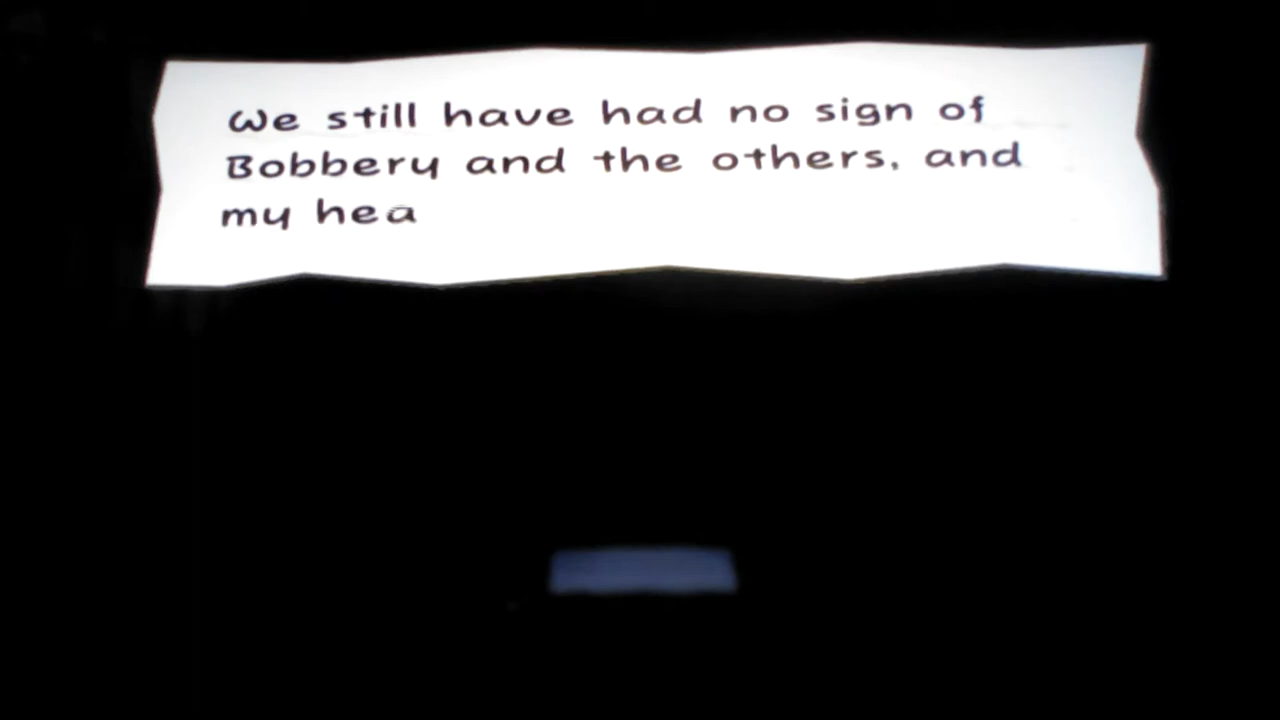 We still have had no sign of
Bobbery and the others, and
my hea